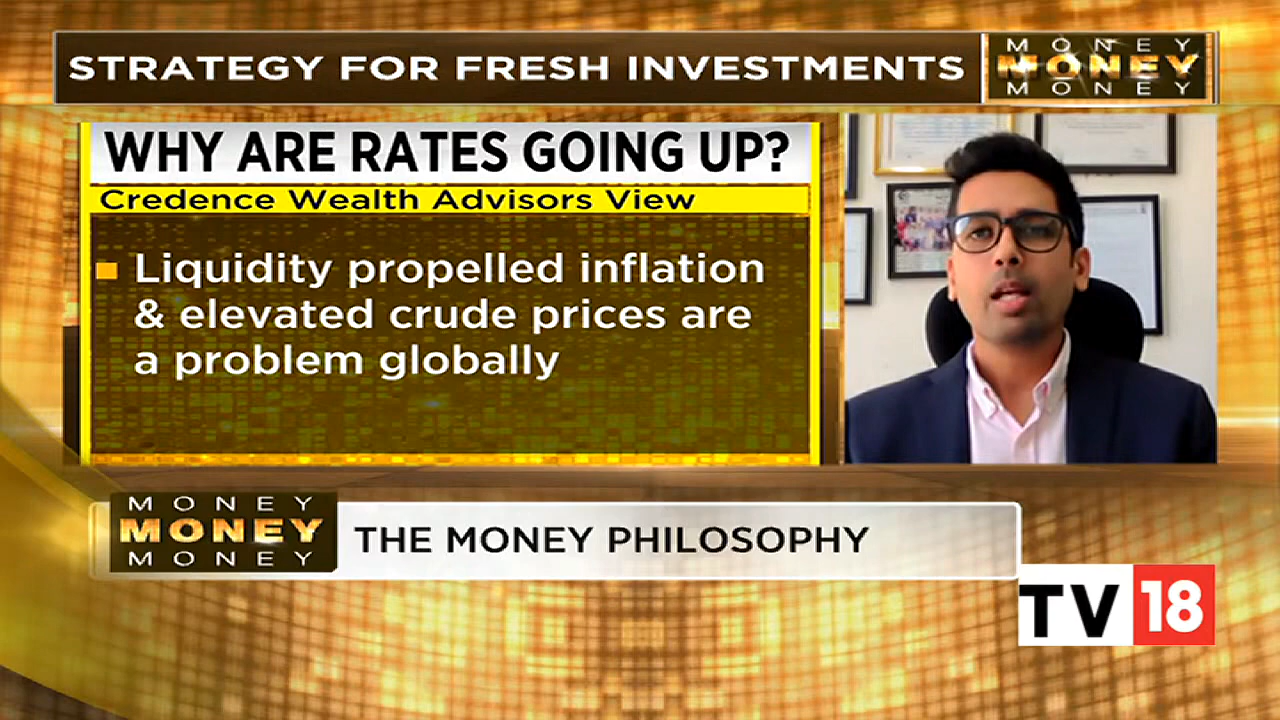 STRATEGY FOR FRESH INVESTMENTS
MONEY
MONEY
MONEY
WHY ARE RATES GOING UP?
Credence Wealth Advisors View
Liquidity propelled inflation
& elevated crude prices are
a problem globally
MONEY
MONEY
MONEY
THE MONEY PHILOSOPHY
TV18